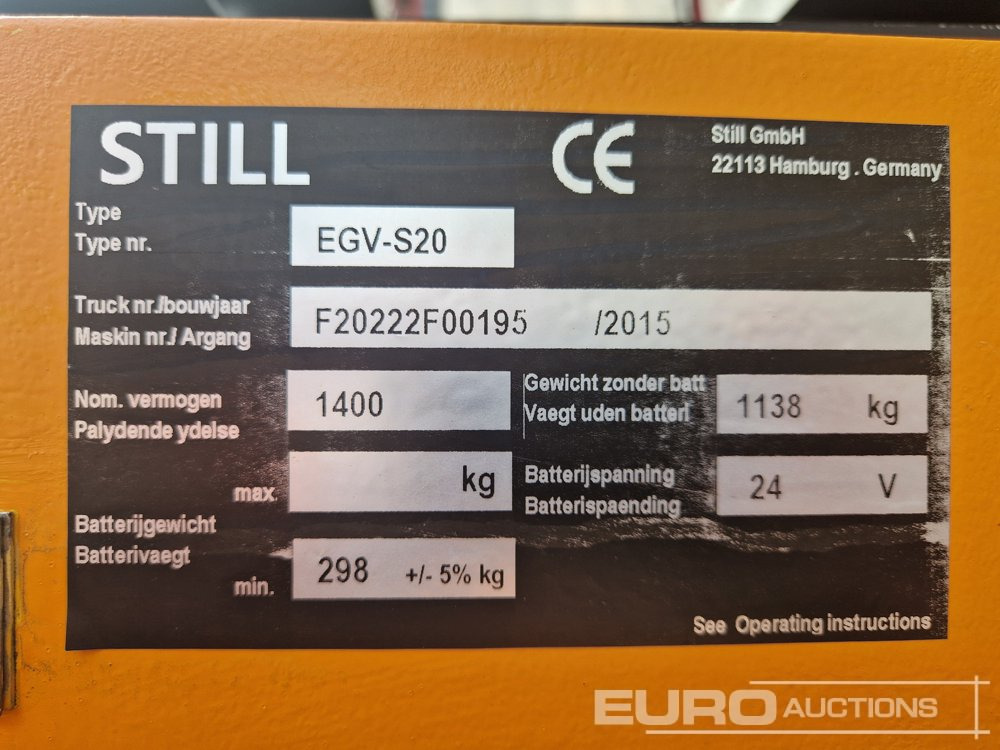 STILL
CE
Still GmbH
22113 Hamburg . Germany
Type
Type nr.
EGV-S20
Truck nr./bouwjaar
Maskin nr./ Argang
F20222F00195 /2015
Nom. vermogen
Palydende ydelse
1400
Gewicht zonder batt
Vaegt uden batteri
1138 kg
max.
kg
Batterijspanning
Batterispaending
24 V
Batterijgewicht
Batterivaegt
min.
298 +/- 5% kg
See Operating instructions
EURO AUCTIONS